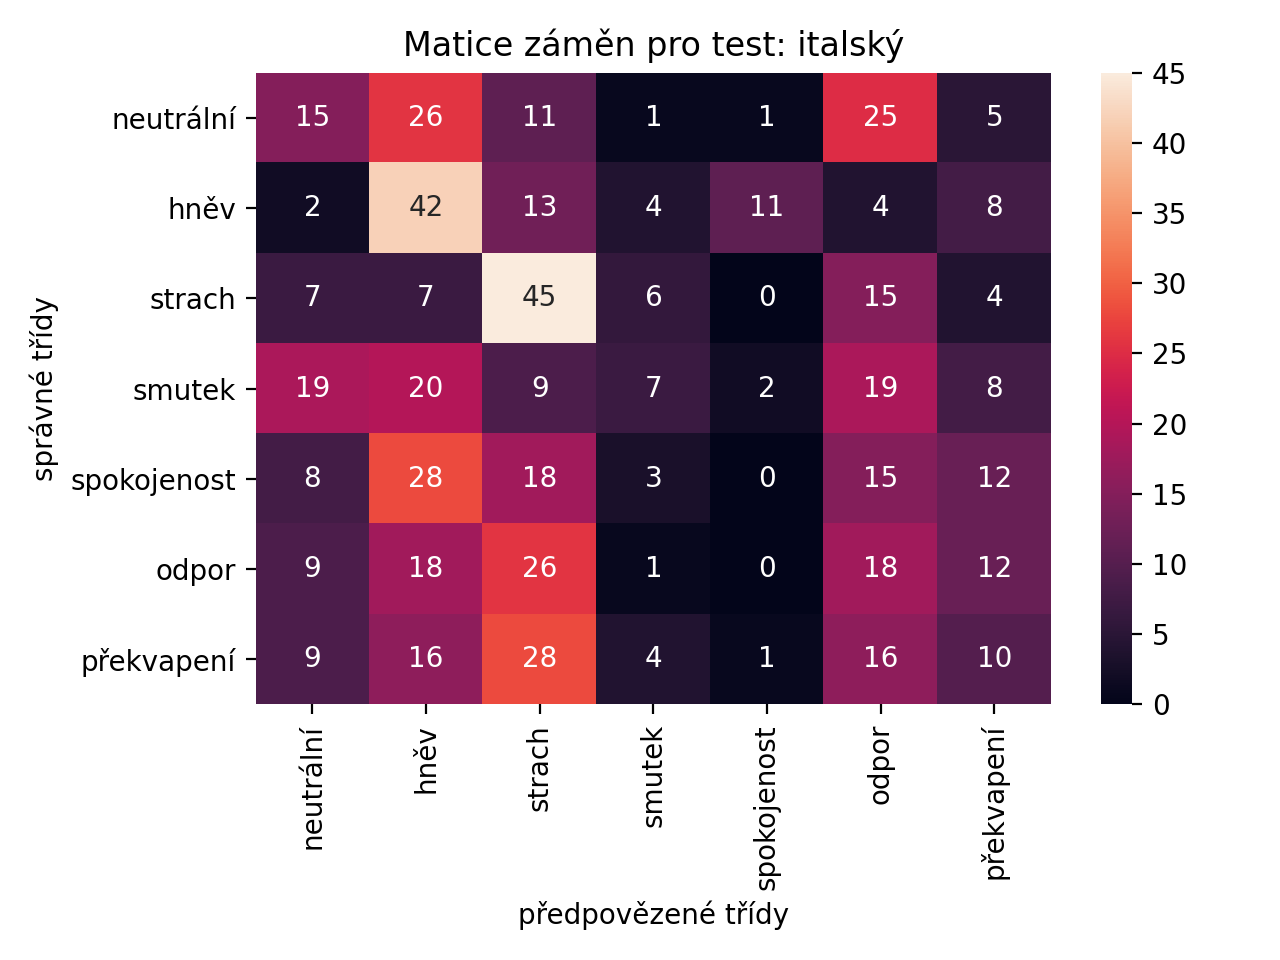 Matice záměn pro test: italský
správné třídy
neutrální 15 26 11 1 1 25 5
hněv 2 42 13 4 11 4 8
strach 7 7 45 6 0 15 4
smutek 19 20 9 7 2 19 8
spokojenost 8 28 18 3 0 15 12
odpor 9 18 26 1 0 18 12
překvapení 9 16 28 4 1 16 10
neutrální hněv strach smutek spokojenost odpor překvapení
předpovězené třídy
45
40
35
30
25
20
15
10
5
0